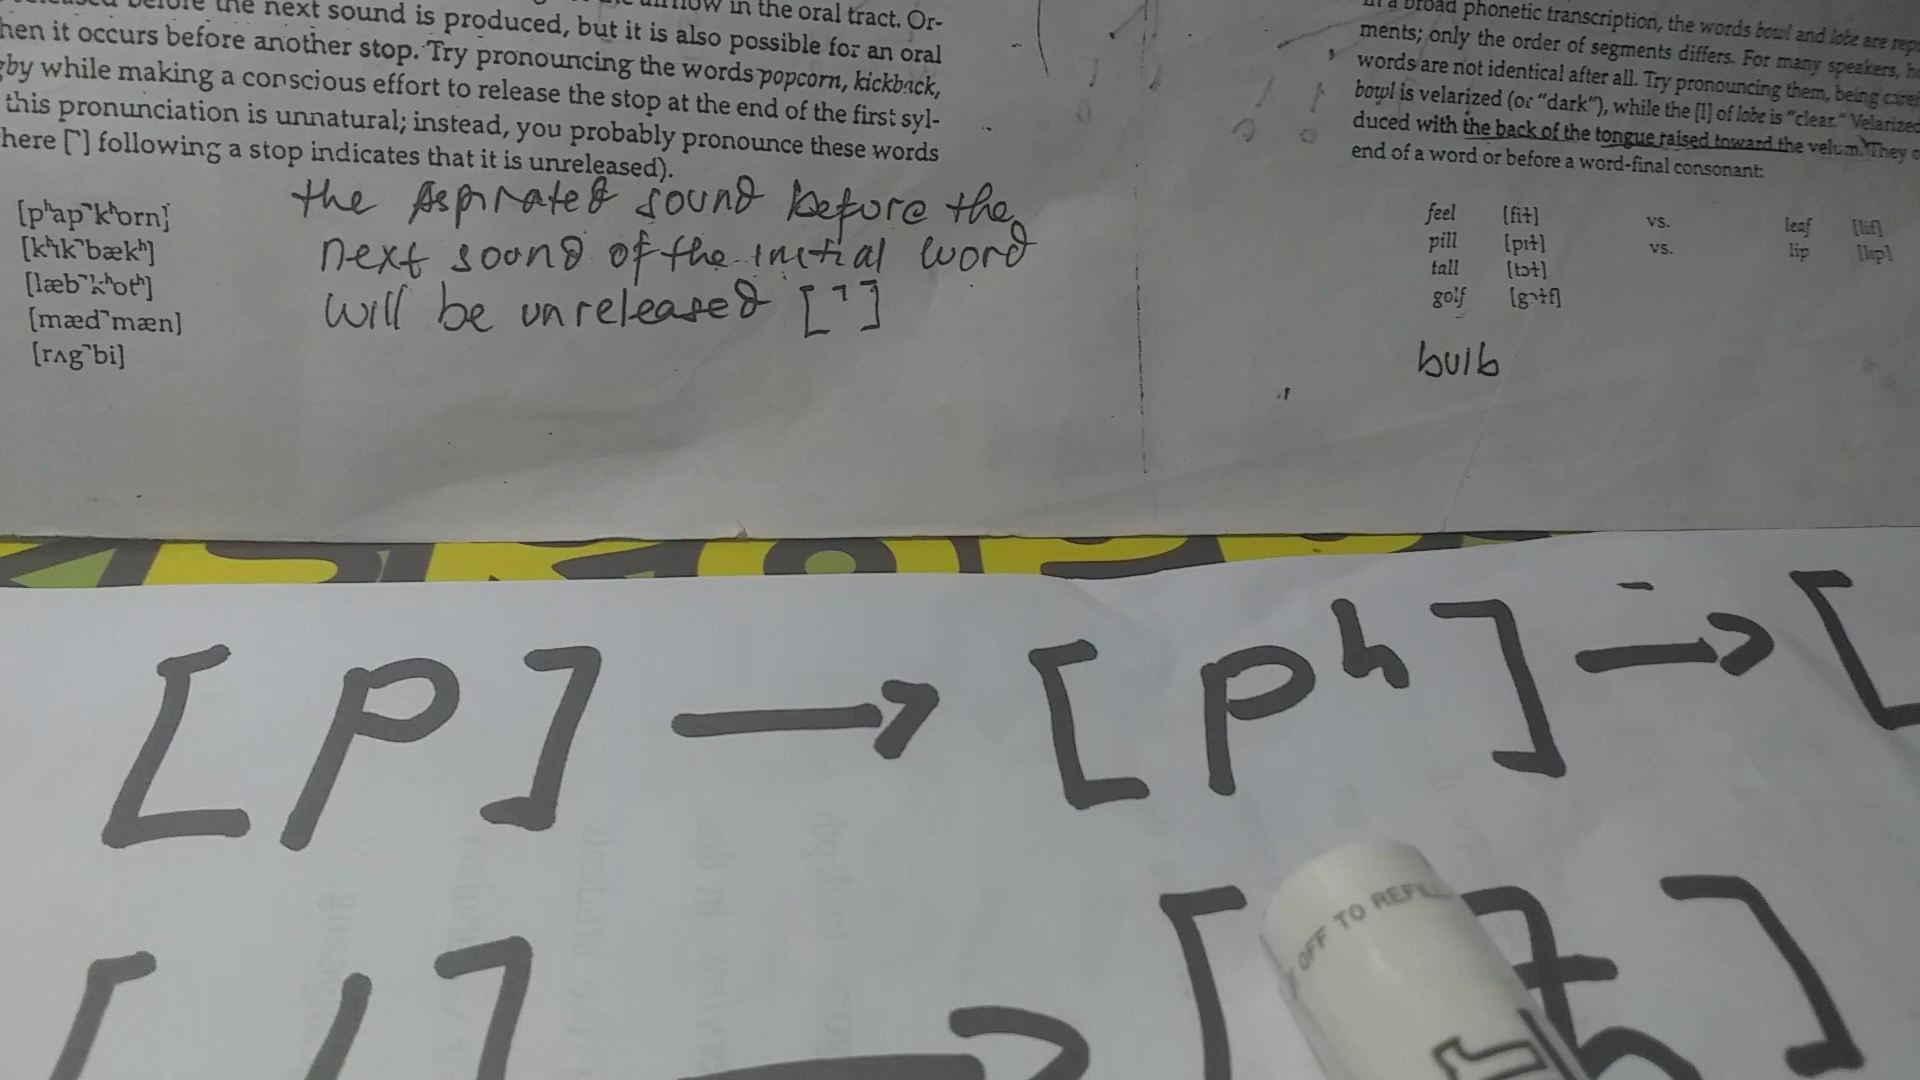 before the next sound is produced, but it is also possible for an oral
hen it occurs before another stop. Try pronouncing the words popcorn, kickback,
gby while making a conscious effort to release the stop at the end of the first syl-
this pronunciation is unnatural; instead, you probably pronounce these words
here [˺] following a stop indicates that it is unreleased).
[pʰap˺kʰorn]
[kʰɪk˺bækʰ]
[læb˺kʰotʰ]
[mæd˺mæn]
[rʌg˺bi]
the Aspirated sound before the
next sound of the initial word
will be unreleased [˺]
in a broad phonetic transcription, the words bowl and lobe are
ments; only the order of segments differs. For many speakers,
words are not identical after all. Try pronouncing them, being
bowl is velarized (or "dark"), while the [l] of lobe is "clear." Velarized
duced with the back of the tongue raised toward the velum. They
end of a word or before a word-final consonant:
feel [fiɫ] vs. leaf [lif]
pill [pɪɫ] vs. lip [lɪp]
tall [tɔɫ]
golf [gɔɫf]
bulb
[p] → [pʰ] → [
OFF TO REFILL